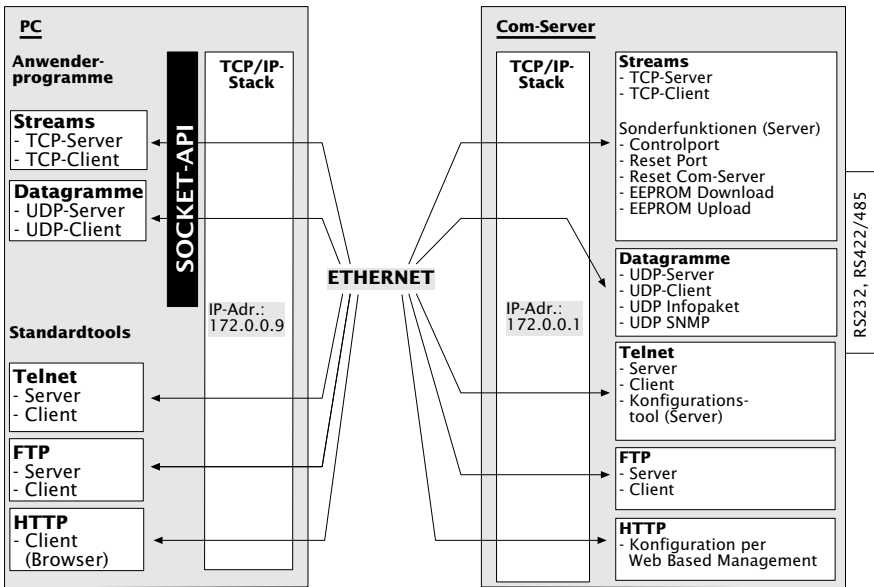 PC
Anwender-
programme
Streams
- TCP-Server
- TCP-Client
Datagramme
- UDP-Server
- UDP-Client
SOCKET-API
TCP/IP-
Stack
IP-Adr.:
172.0.0.9
Standardtools
Telnet
- Server
- Client
FTP
- Server
- Client
HTTP
- Client
(Browser)
ETHERNET
Com-Server
TCP/IP-
Stack
IP-Adr.:
172.0.0.1
Streams
- TCP-Server
- TCP-Client
Sonderfunktionen (Server)
- Controlport
- Reset Port
- Reset Com-Server
- EEPROM Download
- EEPROM Upload
Datagramme
- UDP-Server
- UDP-Client
- UDP Infopaket
- UDP SNMP
Telnet
- Server
- Client
- Konfigurations-
tool (Server)
FTP
- Server
- Client
HTTP
- Konfiguration per
Web Based Management
RS232, RS422/485